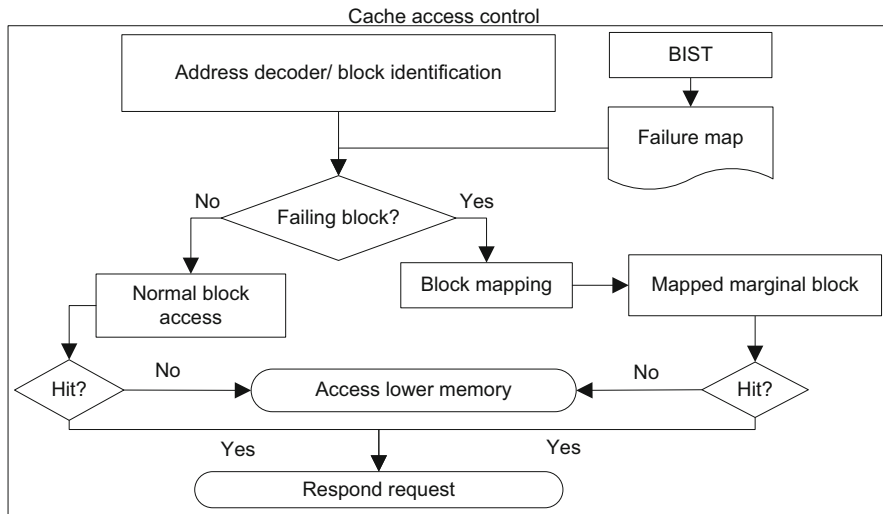 Cache access control
Address decoder/ block identification
BIST
Failure map
No
Yes
Failing block?
Normal block
access
Block mapping
Mapped marginal block
Hit?
No
Access lower memory
No
Hit?
Yes
Yes
Respond request